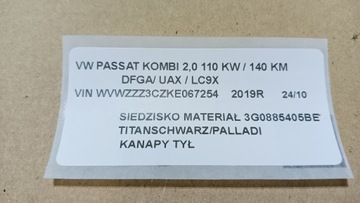 VW PASSAT KOMBI 2,0 110 KW / 140 KM
DFGA/ UAX / LC9X
VIN WVWZZZ3CZKE067254 2019R 24/10
SIEDZISKO MATERIAŁ 3G0885405BE
TITANSCHWARZ/PALLADI
KANAPY TYŁ